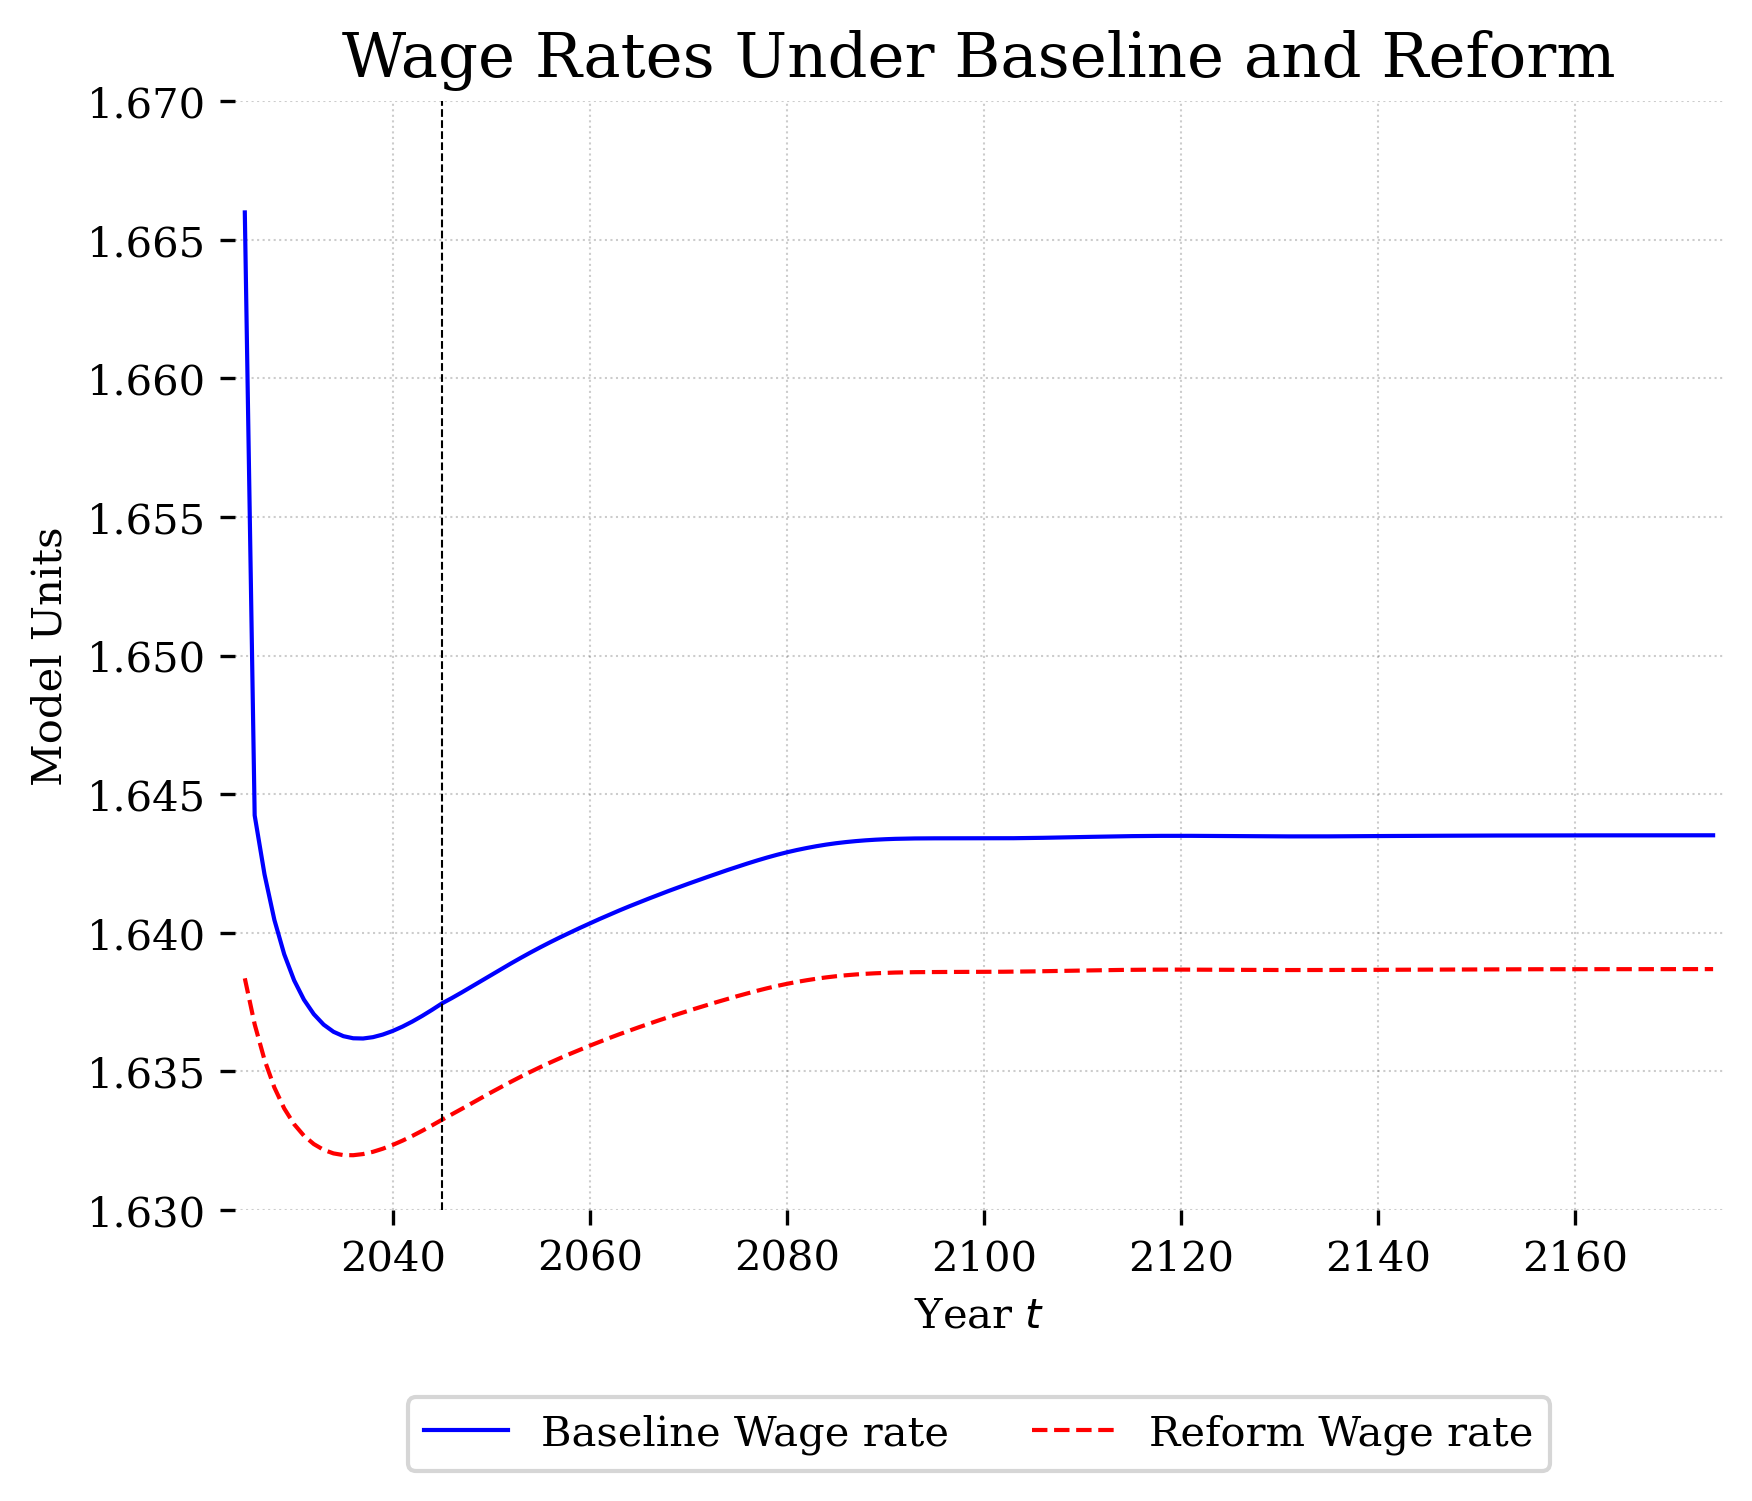 Wage Rates Under Baseline and Reform
1.670
1.665
1.660
1.655
1.650
1.645
1.640
1.635
1.630
Model Units
2040 2060 2080 2100 2120 2140 2160
Year t
Baseline Wage rate Reform Wage rate